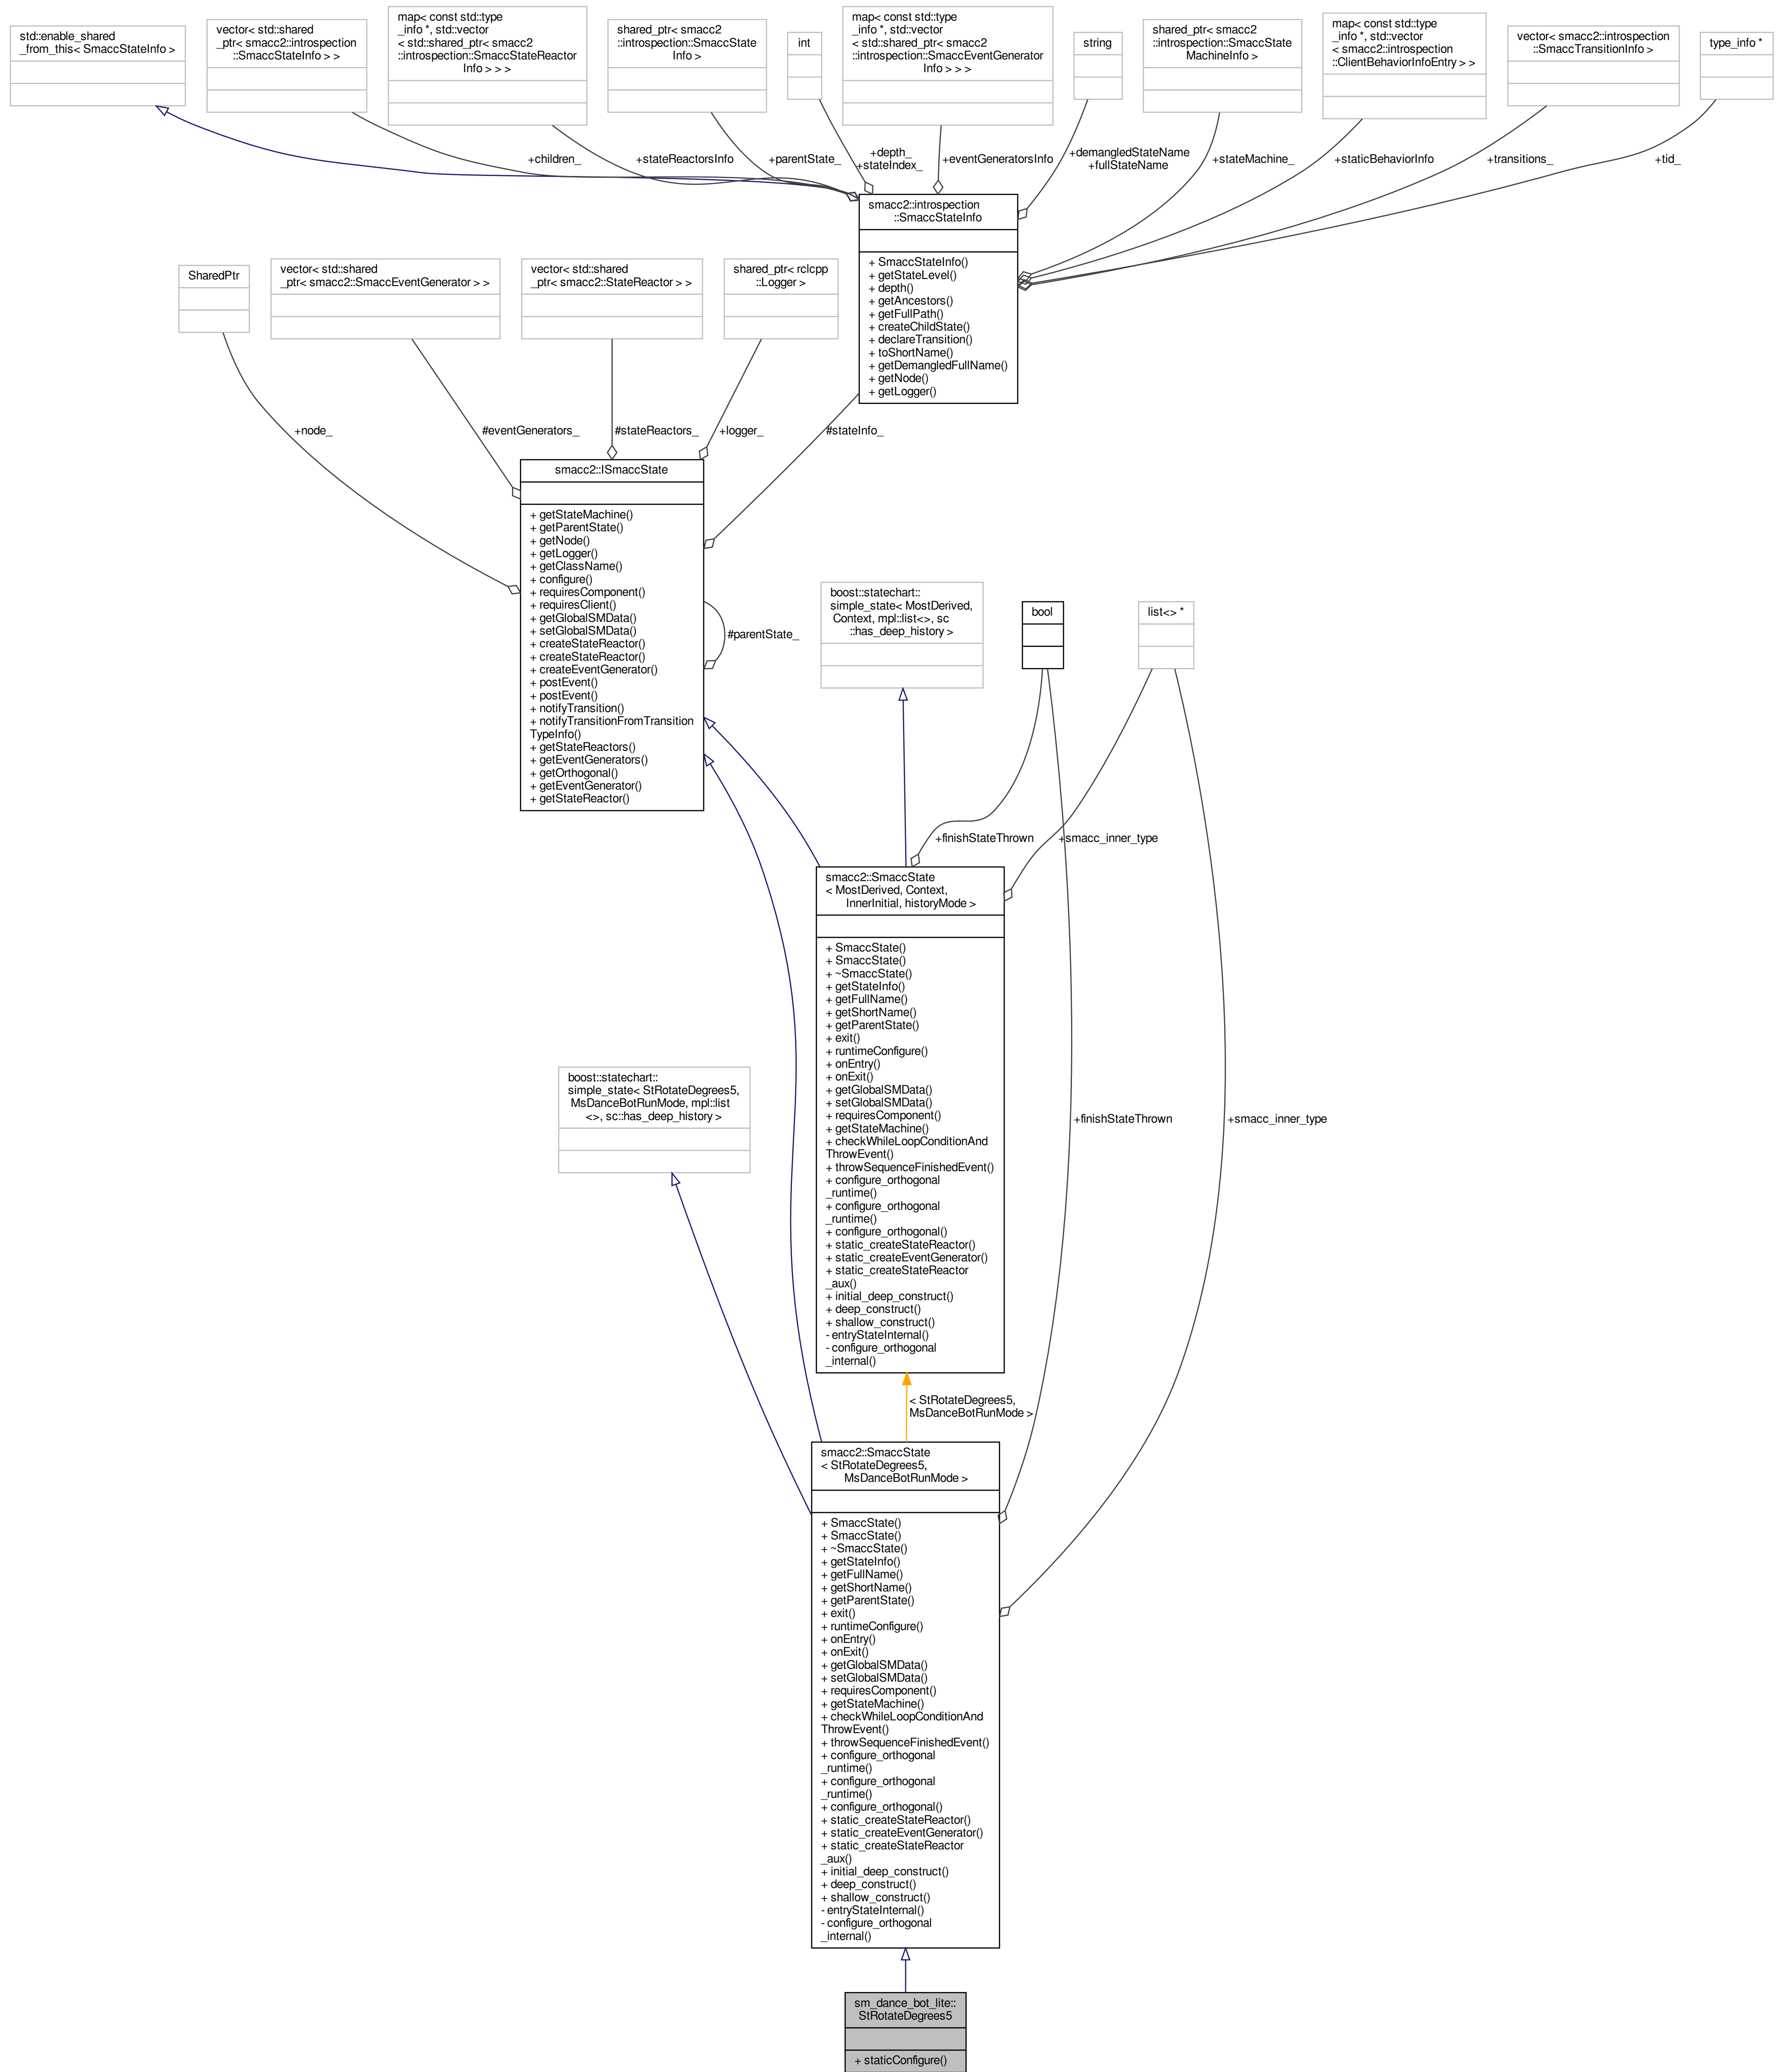 std::enable_shared
_from_this< SmaccStateInfo >
vector< std::shared
_ptr< smacc2::introspection
::SmaccStateInfo > >
map< const std::type
_info *, std::vector
< std::shared_ptr< smacc2
::introspection::SmaccStateReactor
Info > > >
shared_ptr< smacc2
::introspection::SmaccState
Info >
int
map< const std::type
_info *, std::vector
< std::shared_ptr< smacc2
::introspection::SmaccEventGenerator
Info > > >
string
shared_ptr< smacc2
::introspection::SmaccState
MachineInfo >
map< const std::type
_info *, std::vector
< smacc2::introspection
::ClientBehaviorInfoEntry > >
vector< smacc2::introspection
::SmaccTransitionInfo >
type_info *
+children_
+stateReactorsInfo
+parentState_
+depth_
+stateIndex_
+eventGeneratorsInfo
+demangledStateName
+fullStateName
+stateMachine_
+staticBehaviorInfo
+transitions_
+tid_
smacc2::introspection
::SmaccStateInfo
+ SmaccStateInfo()
+ getStateLevel()
+ depth()
+ getAncestors()
+ getFullPath()
+ createChildState()
+ declareTransition()
+ toShortName()
+ getDemangledFullName()
+ getNode()
+ getLogger()
SharedPtr
vector< std::shared
_ptr< smacc2::SmaccEventGenerator > >
vector< std::shared
_ptr< smacc2::StateReactor > >
shared_ptr< rclcpp
::Logger >
+node_
#eventGenerators_
#stateReactors_
+logger_
#stateInfo_
smacc2::ISmaccState
+ getStateMachine()
+ getParentState()
+ getNode()
+ getLogger()
+ getClassName()
+ configure()
+ requiresComponent()
+ requiresClient()
+ getGlobalSMData()
+ setGlobalSMData()
+ createStateReactor()
+ createStateReactor()
+ createEventGenerator()
+ postEvent()
+ postEvent()
+ notifyTransition()
+ notifyTransitionFromTransition
TypeInfo()
+ getStateReactors()
+ getEventGenerators()
+ getOrthogonal()
+ getEventGenerator()
+ getStateReactor()
#parentState_
boost::statechart::
simple_state< MostDerived,
Context, mpl::list<>, sc
::has_deep_history >
bool
list<> *
+finishStateThrown
+smacc_inner_type
smacc2::SmaccState
< MostDerived, Context,
InnerInitial, historyMode >
+ SmaccState()
+ SmaccState()
+ ~SmaccState()
+ getStateInfo()
+ getFullName()
+ getShortName()
+ getParentState()
+ exit()
+ runtimeConfigure()
+ onEntry()
+ onExit()
+ getGlobalSMData()
+ setGlobalSMData()
+ requiresComponent()
+ getStateMachine()
+ checkWhileLoopConditionAnd
ThrowEvent()
+ throwSequenceFinishedEvent()
+ configure_orthogonal
_runtime()
+ configure_orthogonal
_runtime()
+ configure_orthogonal()
+ static_createStateReactor()
+ static_createEventGenerator()
+ static_createStateReactor
_aux()
+ initial_deep_construct()
+ deep_construct()
+ shallow_construct()
- entryStateInternal()
- configure_orthogonal
_internal()
boost::statechart::
simple_state< StRotateDegrees5,
MsDanceBotRunMode, mpl::list
<>, sc::has_deep_history >
+finishStateThrown
+smacc_inner_type
< StRotateDegrees5,
MsDanceBotRunMode >
smacc2::SmaccState
< StRotateDegrees5,
MsDanceBotRunMode >
+ SmaccState()
+ SmaccState()
+ ~SmaccState()
+ getStateInfo()
+ getFullName()
+ getShortName()
+ getParentState()
+ exit()
+ runtimeConfigure()
+ onEntry()
+ onExit()
+ getGlobalSMData()
+ setGlobalSMData()
+ requiresComponent()
+ getStateMachine()
+ checkWhileLoopConditionAnd
ThrowEvent()
+ throwSequenceFinishedEvent()
+ configure_orthogonal
_runtime()
+ configure_orthogonal
_runtime()
+ configure_orthogonal()
+ static_createStateReactor()
+ static_createEventGenerator()
+ static_createStateReactor
_aux()
+ initial_deep_construct()
+ deep_construct()
+ shallow_construct()
- entryStateInternal()
- configure_orthogonal
_internal()
sm_dance_bot_lite::
StRotateDegrees5
+ staticConfigure()